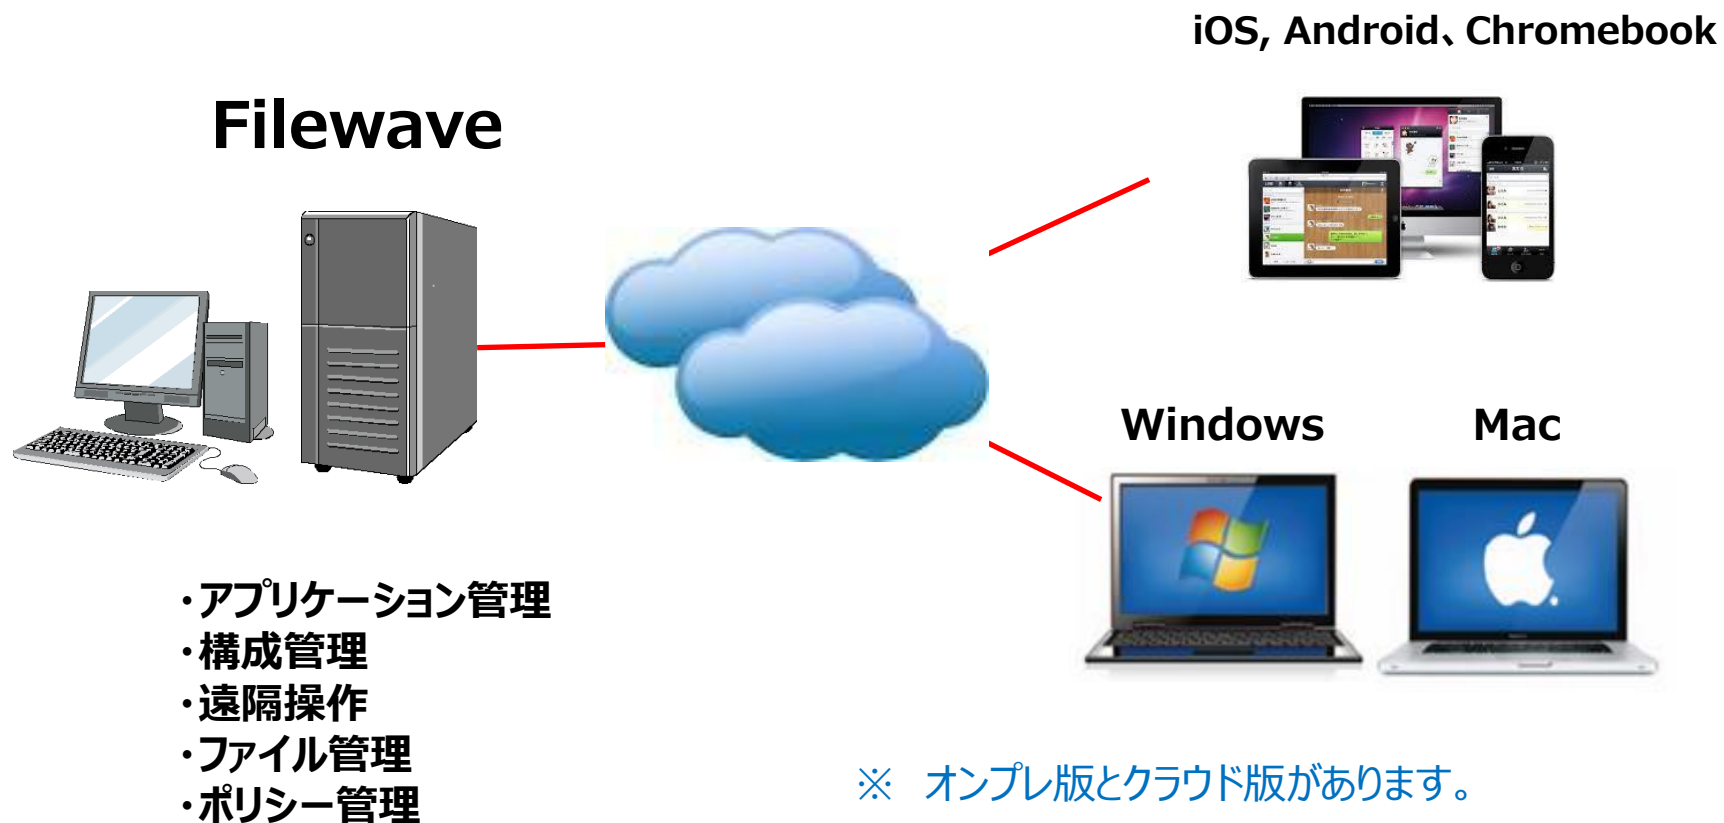 iOS, Android、Chromebook
Filewave
Windows
Mac
・アプリケーション管理
・構成管理
・遠隔操作
・ファイル管理
・ポリシー管理
※　オンプレ版とクラウド版があります。